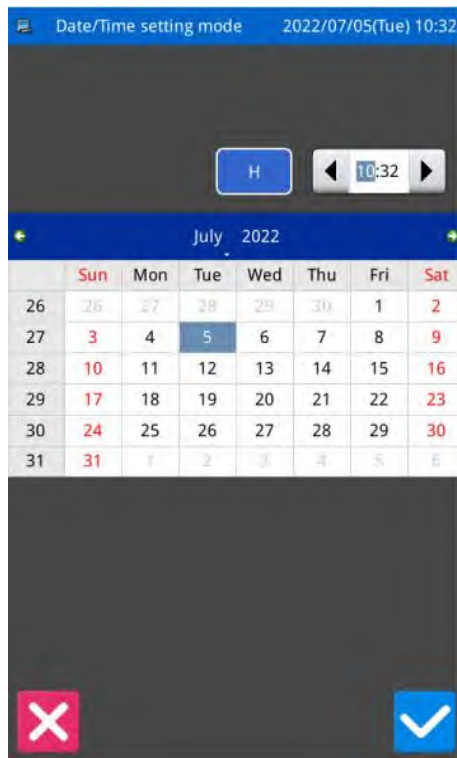 Date/Time setting mode 2022/07/05(Tue) 10:32
H 10:32
July 2022
Sun Mon Tue Wed Thu Fri Sat
26 26 27 28 29 30 1 2
27 3 4 5 6 7 8 9
28 10 11 12 13 14 15 16
29 17 18 19 20 21 22 23
30 24 25 26 27 28 29 30
31 31 1 2 3 4 5 6